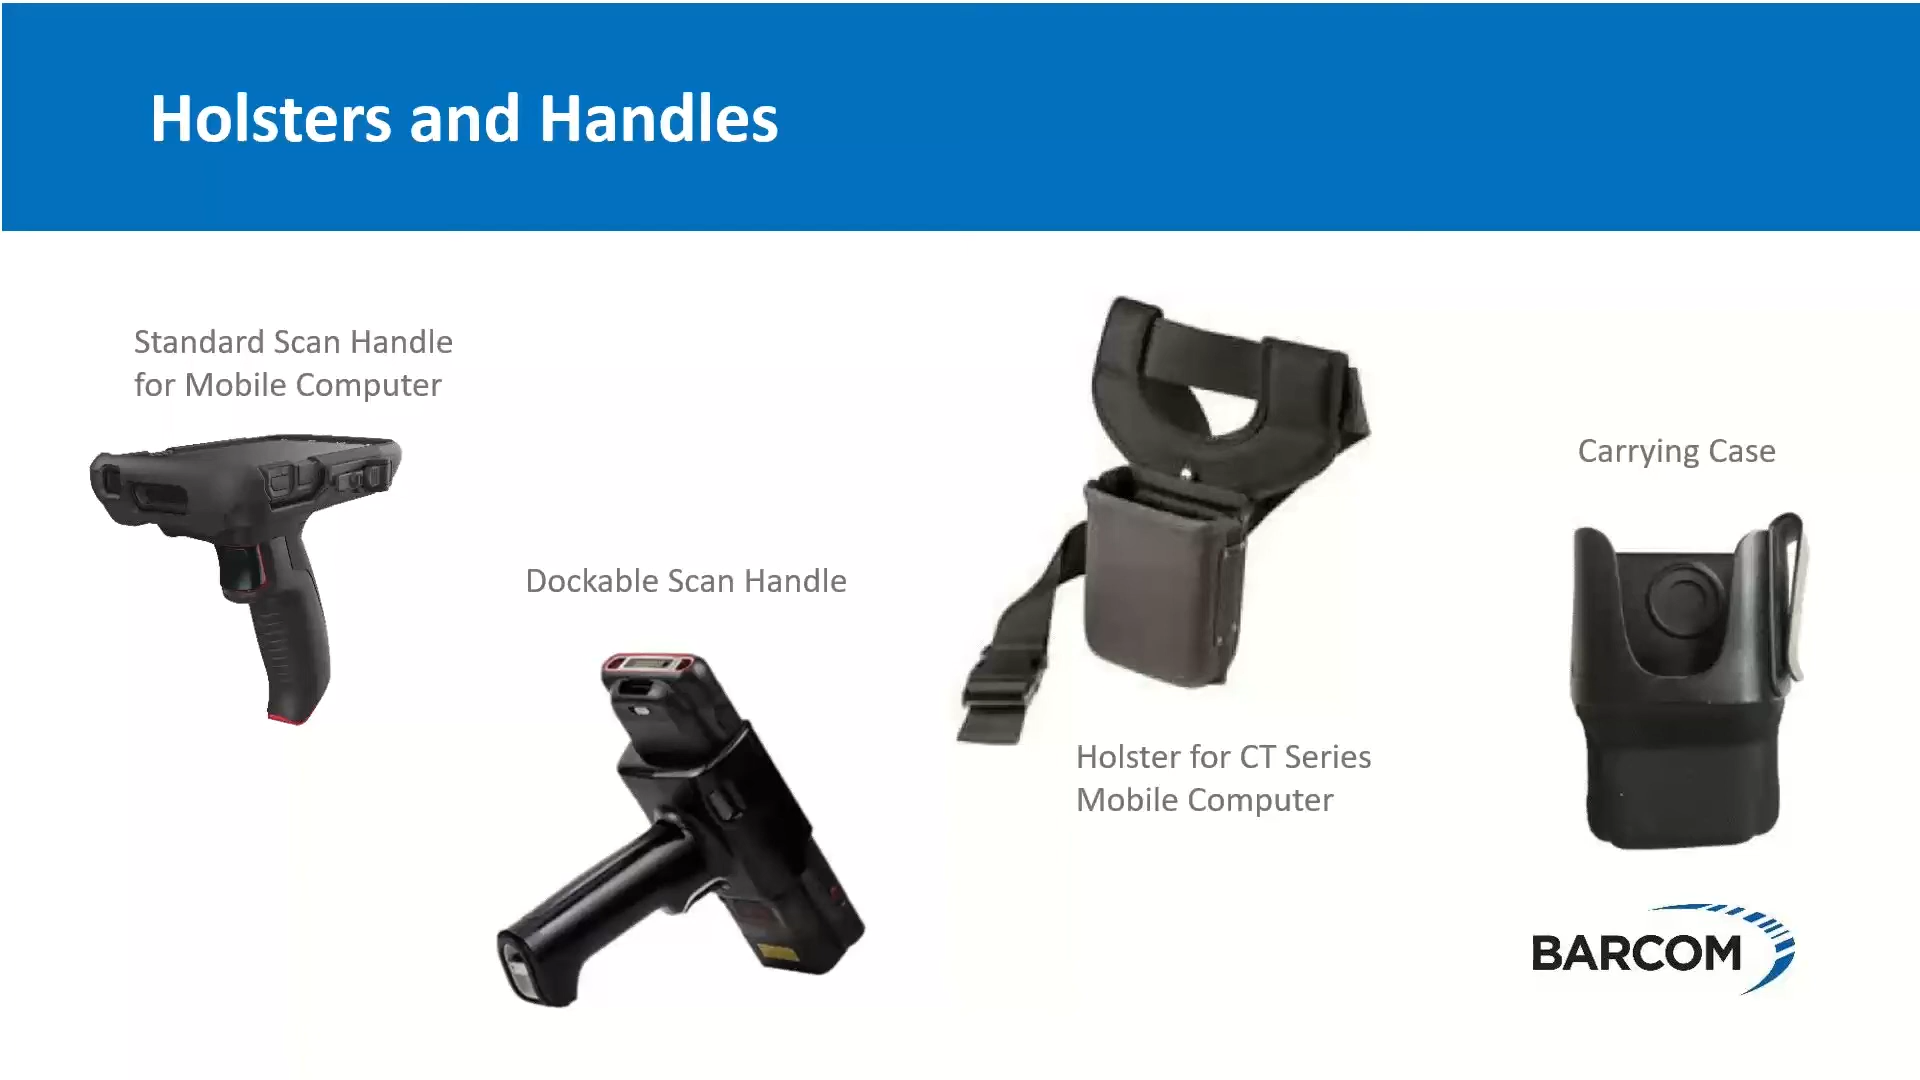 Holsters and Handles
Standard Scan Handle
for Mobile Computer
Dockable Scan Handle
Holster for CT Series
Mobile Computer
Carrying Case
BARCOM